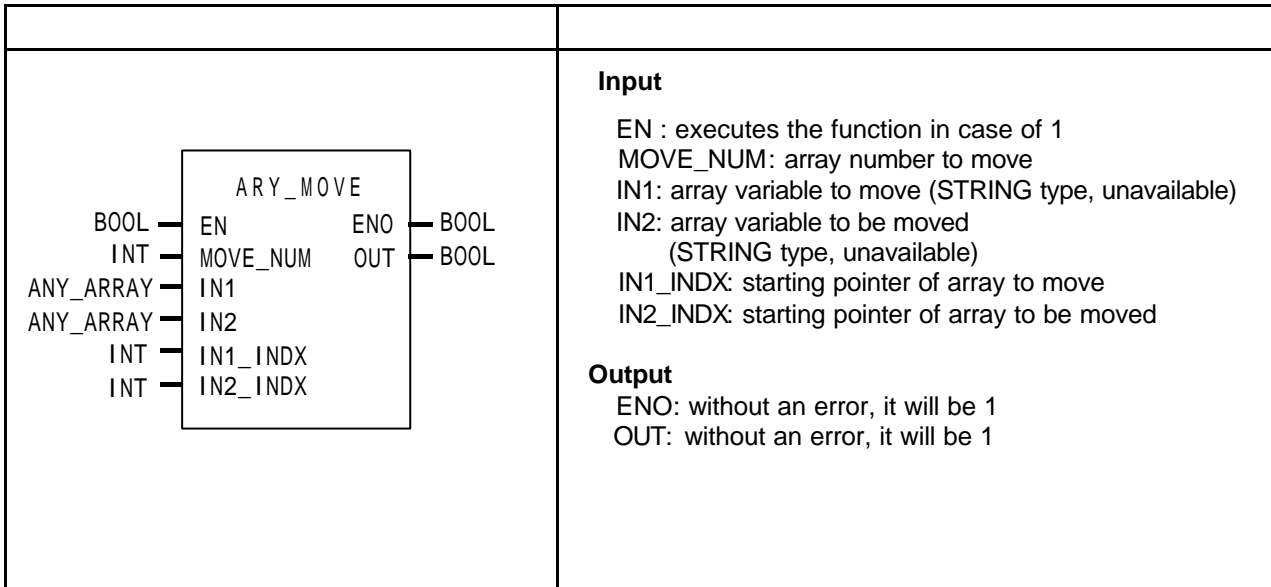 ARY_MOVE
BOOL EN ENO BOOL
INT MOVE_NUM OUT BOOL
ANY_ARRAY IN1
ANY_ARRAY IN2
INT IN1_INDX
INT IN2_INDX
Input
EN : executes the function in case of 1
MOVE_NUM: array number to move
IN1: array variable to move (STRING type, unavailable)
IN2: array variable to be moved
(STRING type, unavailable)
IN1_INDX: starting pointer of array to move
IN2_INDX: starting pointer of array to be moved
Output
ENO: without an error, it will be 1
OUT: without an error, it will be 1